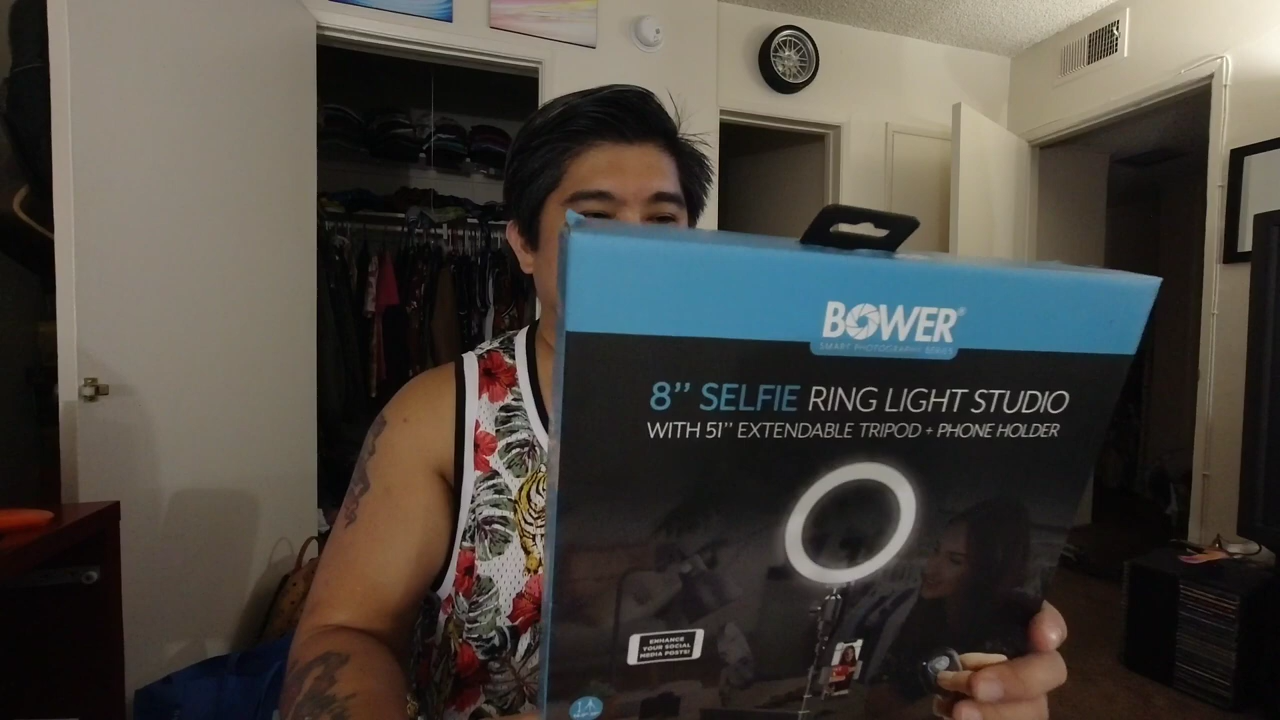 BOWER®
SMART PHOTOGRAPHY SERIES
8’’ SELFIE RING LIGHT STUDIO
WITH 51’’ EXTENDABLE TRIPOD + PHONE HOLDER
ENHANCE
YOUR SOCIAL
MEDIA POSTS!